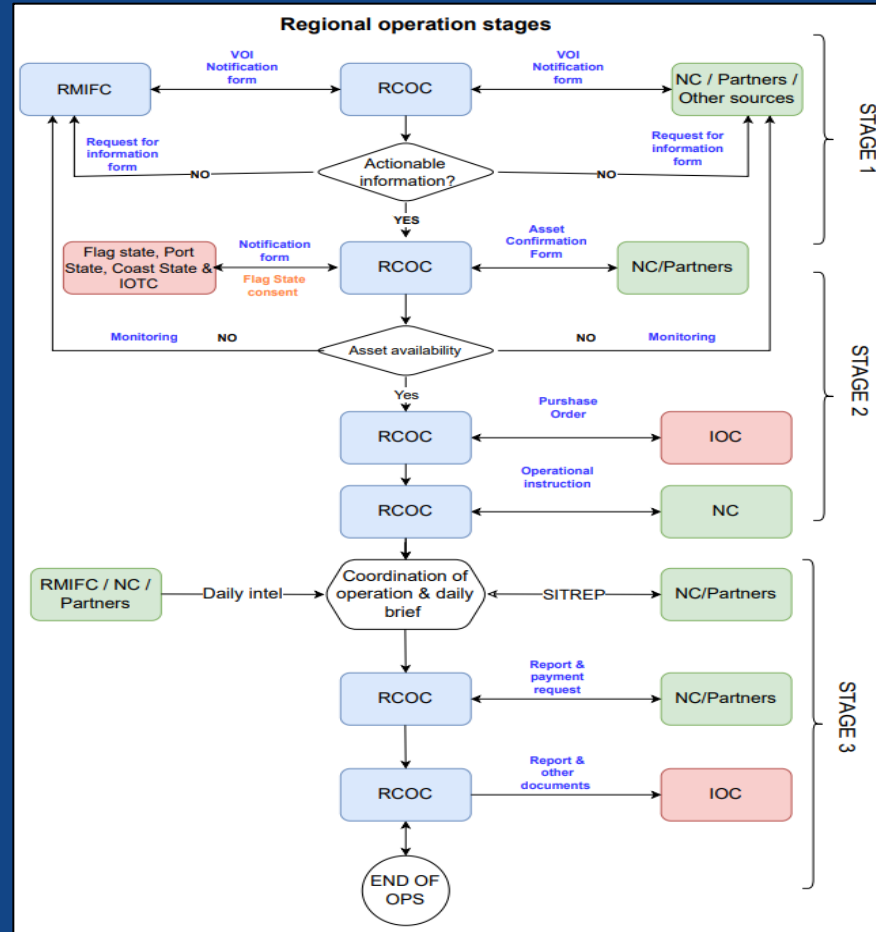 Regional operation stages
VOI
Notification
form
VOI
Notification
form
RMIFC
RCOC
NC / Partners /
Other sources
Request for
information
form
NO
Actionable
information?
NO
Request for
information
form
STAGE 1
YES
Flag state, Port
State, Coast State &
IOTC
Notification
form
Flag State
consent
RCOC
Asset
Confirmation
Form
NC/Partners
Monitoring
NO
Asset availability
NO
Monitoring
STAGE 2
Yes
RCOC
Purshase
Order
IOC
RCOC
Operational
instruction
NC
RMIFC / NC /
Partners
Daily intel
Coordination of
operation & daily
brief
SITREP
NC/Partners
RCOC
Report &
payment
request
NC/Partners
STAGE 3
RCOC
Report &
other
documents
IOC
END OF
OPS